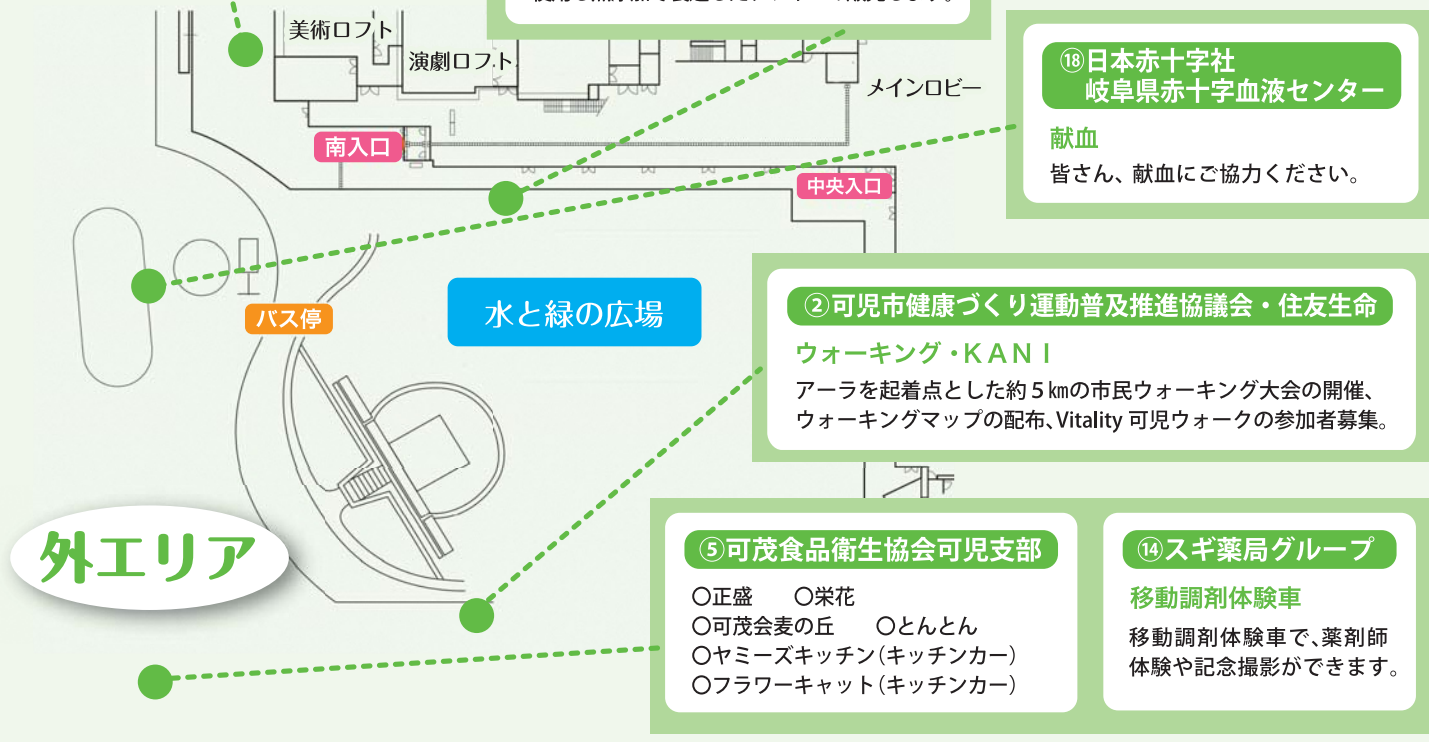 美術ロフト
演劇ロフト
メインロビー
南入口
中央入口
⑱日本赤十字社
岐阜県赤十字血液センター
献血
皆さん、献血にご協力ください。
バス停
水と緑の広場
②可児市健康づくり運動普及推進協議会・住友生命
ウォーキング・KANI
アーラを起着点とした約5㎞の市民ウォーキング大会の開催、
ウォーキングマップの配布、Vitality 可児ウォークの参加者募集。
外エリア
⑤可茂食品衛生協会可児支部
○正盛 ○栄花
○可茂会麦の丘 ○とんとん
○ヤミーズキッチン(キッチンカー)
○フラワーキャット(キッチンカー)
⑭スギ薬局グループ
移動調剤体験車
移動調剤体験車で、薬剤師
体験や記念撮影ができます。